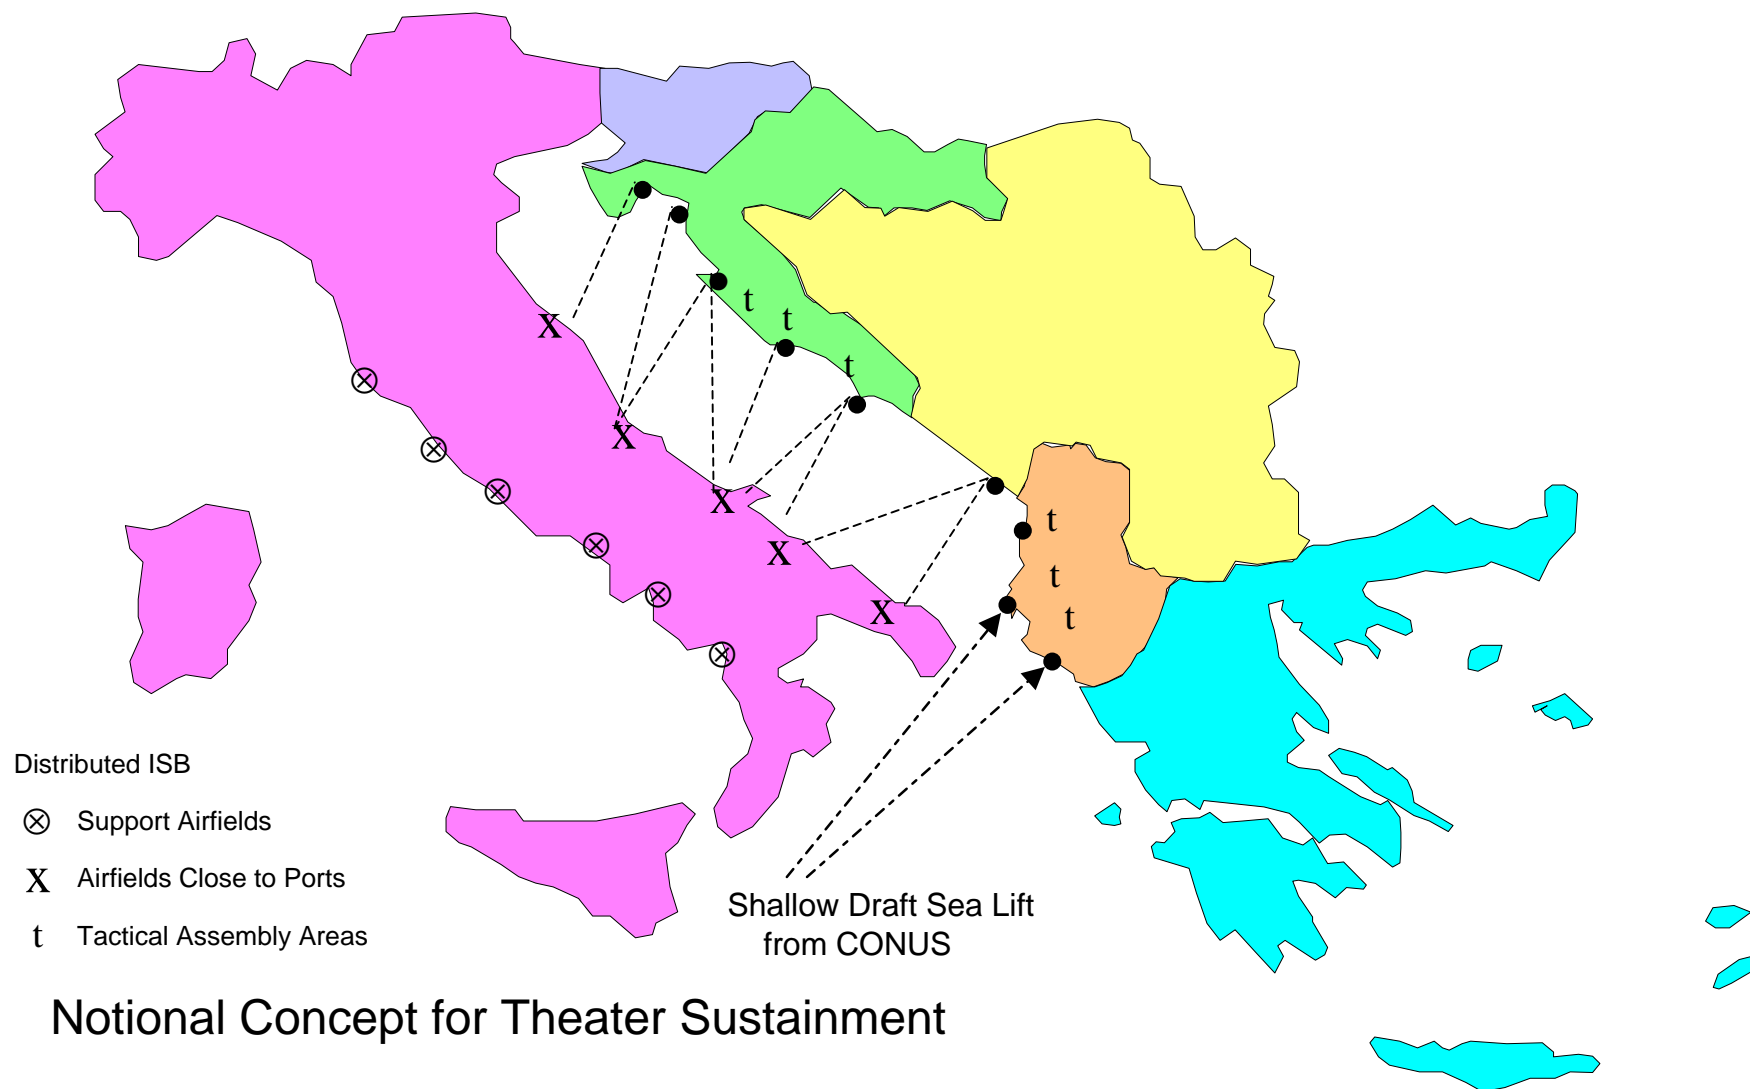 t
t
t
X
X
X
t
X
t
X
t
Distributed ISB
Support Airfields
X Airfields Close to Ports
t Tactical Assembly Areas
Shallow Draft Sea Lift
from CONUS
Notional Concept for Theater Sustainment